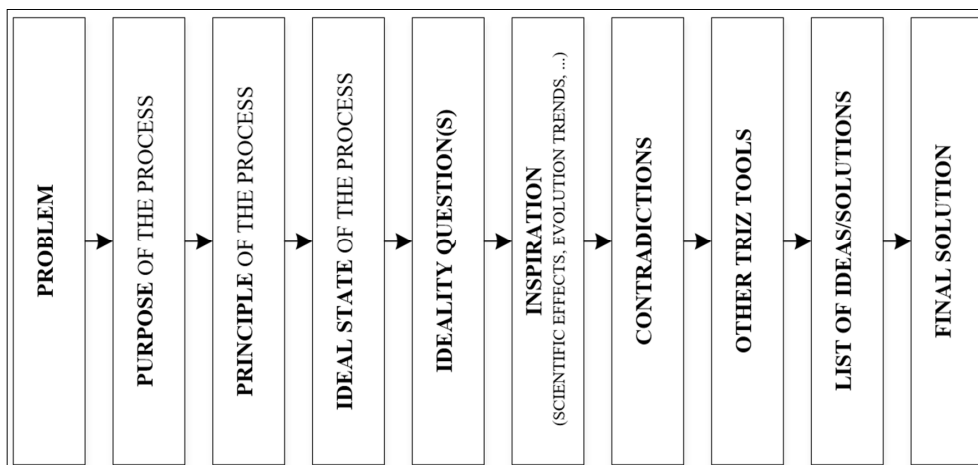 PROBLEM
PURPOSE OF THE PROCESS
PRINCIPLE OF THE PROCESS
IDEAL STATE OF THE PROCESS
IDEALITY QUESTION(S)
INSPIRATION
(SCIENTIFIC EFFECTS, EVOLUTION TRENDS, ...)
CONTRADICTIONS
OTHER TRIZ TOOLS
LIST OF IDEAS/SOLUTIONS
FINAL SOLUTION